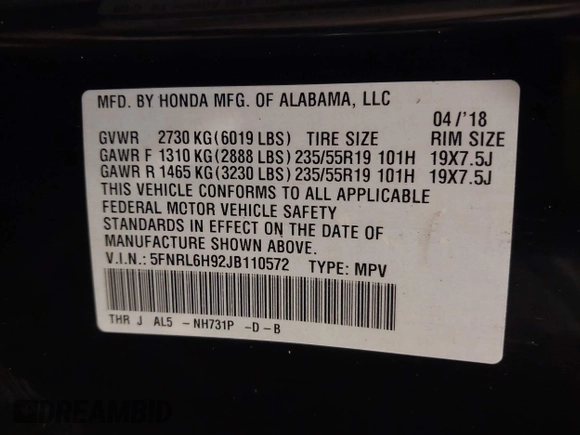 MFD. BY HONDA MFG. OF ALABAMA, LLC
04/'18
GVWR 2730 KG(6019 LBS) TIRE SIZE RIM SIZE
GAWR F 1310 KG(2888 LBS)235/55R19 101H 19X7.5J
GAWR R 1465 KG(3230 LBS)235/55R19 101H 19X7.5J
THIS VEHICLE CONFORMS TO ALL APPLICABLE
FEDERAL MOTOR VEHICLE SAFETY
STANDARDS IN EFFECT ON THE DATE OF
MANUFACTURE SHOWN ABOVE.
V.I.N.: 5FNRL6H92JB110572 TYPE: MPV
THR J AL5 -NH731P -D-B
DREAMBID